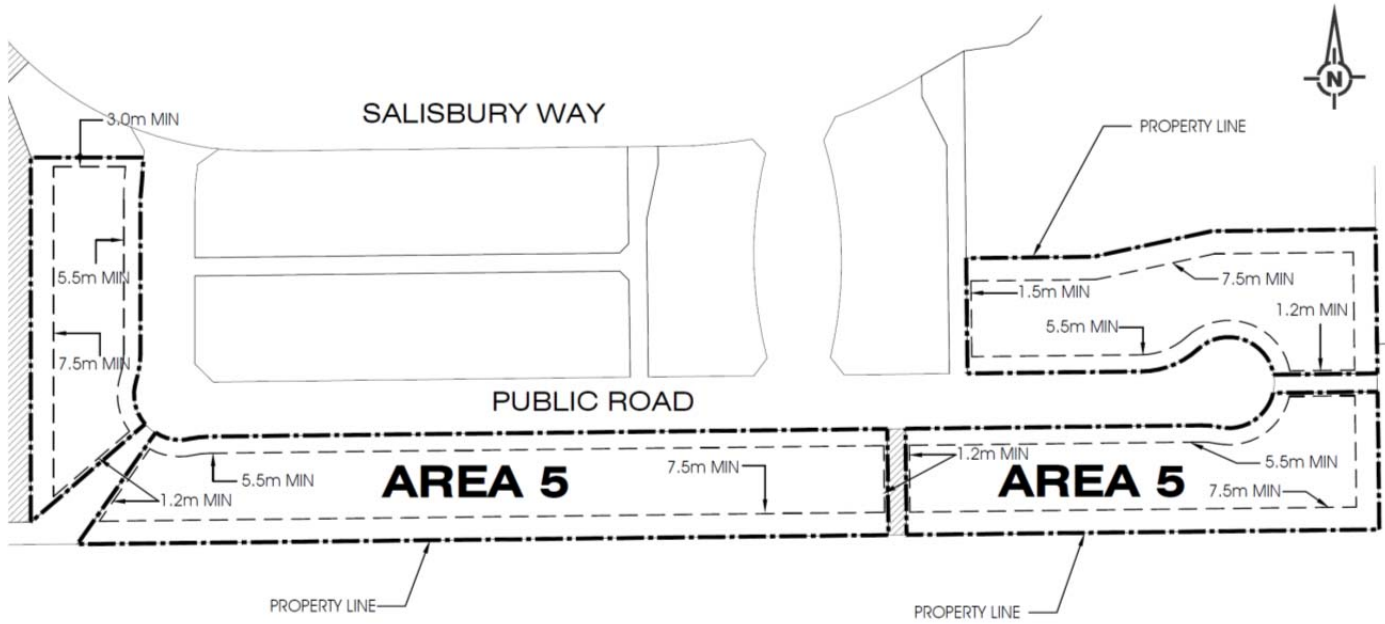 SALISBURY WAY
N
3.0m MIN
PROPERTY LINE
5.5m MIN
7.5m MIN
1.5m MIN
7.5m MIN
1.2m MIN
5.5m MIN
PUBLIC ROAD
AREA 5
7.5m MIN
1.2m MIN
5.5m MIN
5.5m MIN
1.2m MIN
AREA 5
7.5m MIN
PROPERTY LINE
PROPERTY LINE